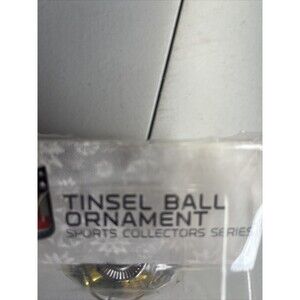 TINSEL BALL
ORNAMENT
SPORTS COLLECTORS SERIES